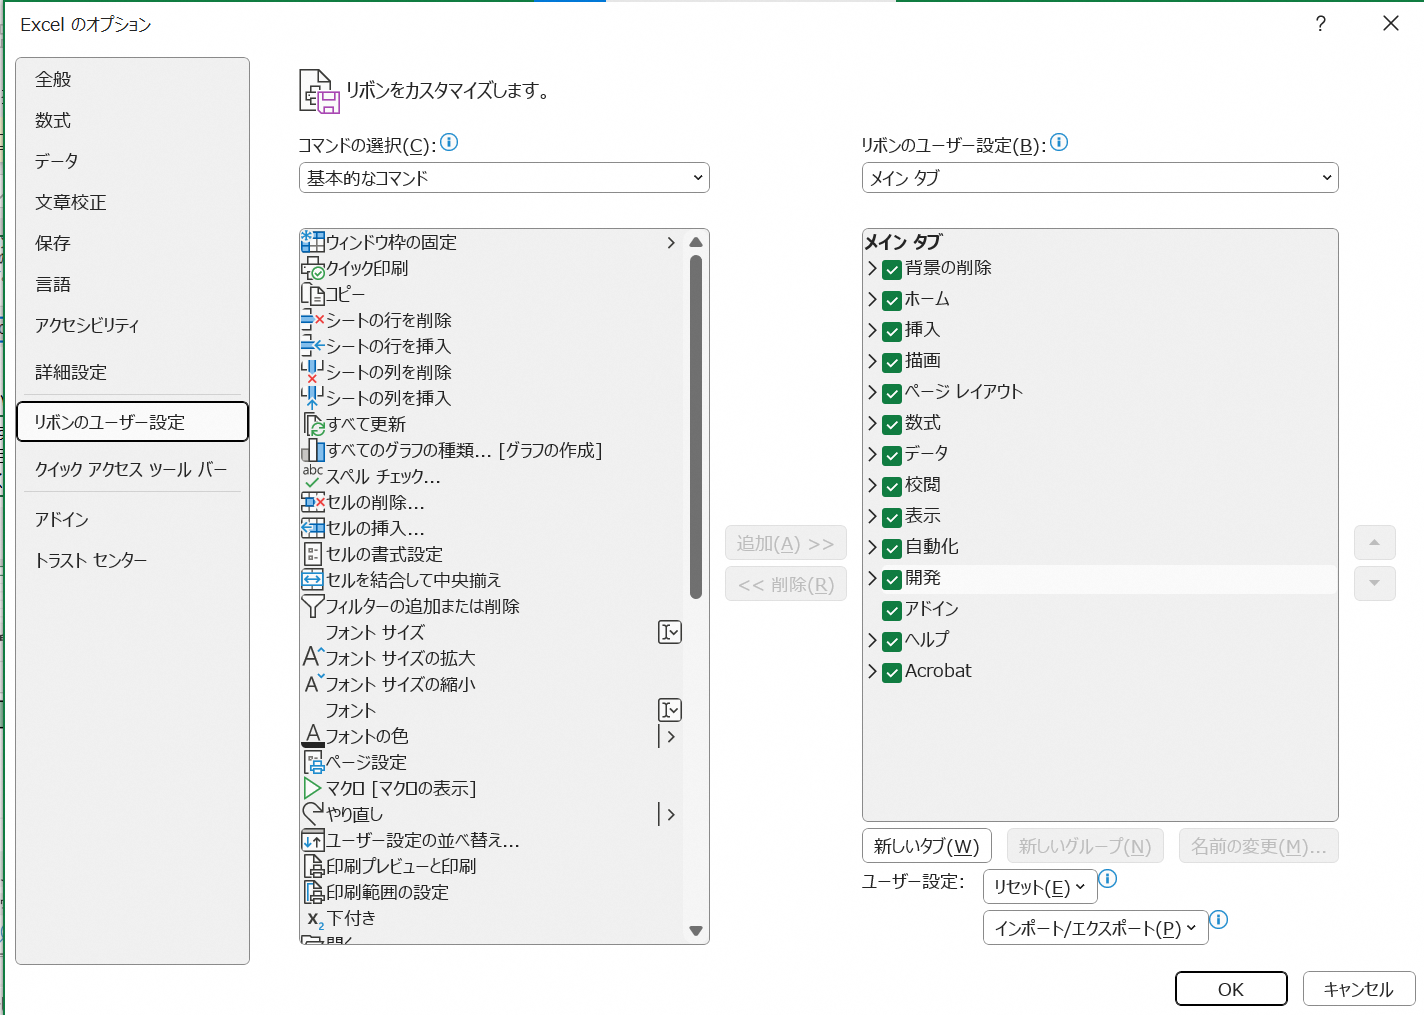 Excel のオプション
?
全般
数式
データ
文章校正
保存
言語
アクセシビリティ
詳細設定
リボンのユーザー設定
クイック アクセス ツール バー
アドイン
トラスト センター
リボンをカスタマイズします。
コマンドの選択(C):
基本的なコマンド
ウィンドウ枠の固定
クイック印刷
コピー
シートの行を削除
シートの行を挿入
シートの列を削除
シートの列を挿入
すべて更新
すべてのグラフの種類... [グラフの作成]
abc
スペル チェック...
セルの削除...
セルの挿入...
セルの書式設定
セルを結合して中央揃え
フィルターの追加または削除
フォント サイズ
フォント サイズの拡大
フォント サイズの縮小
フォント
フォントの色
ページ設定
マクロ [マクロの表示]
やり直し
ユーザー設定の並べ替え...
印刷プレビューと印刷
印刷範囲の設定
下付き
開く
追加(A) >>
<< 削除(R)
リボンのユーザー設定(B):
メイン タブ
メイン タブ
背景の削除
ホーム
挿入
描画
ページ レイアウト
数式
データ
校閲
表示
自動化
開発
アドイン
ヘルプ
Acrobat
新しいタブ(W)
新しいグループ(N)
名前の変更(M)...
ユーザー設定:
リセット(E)
インポート/エクスポート(P)
OK
キャンセル